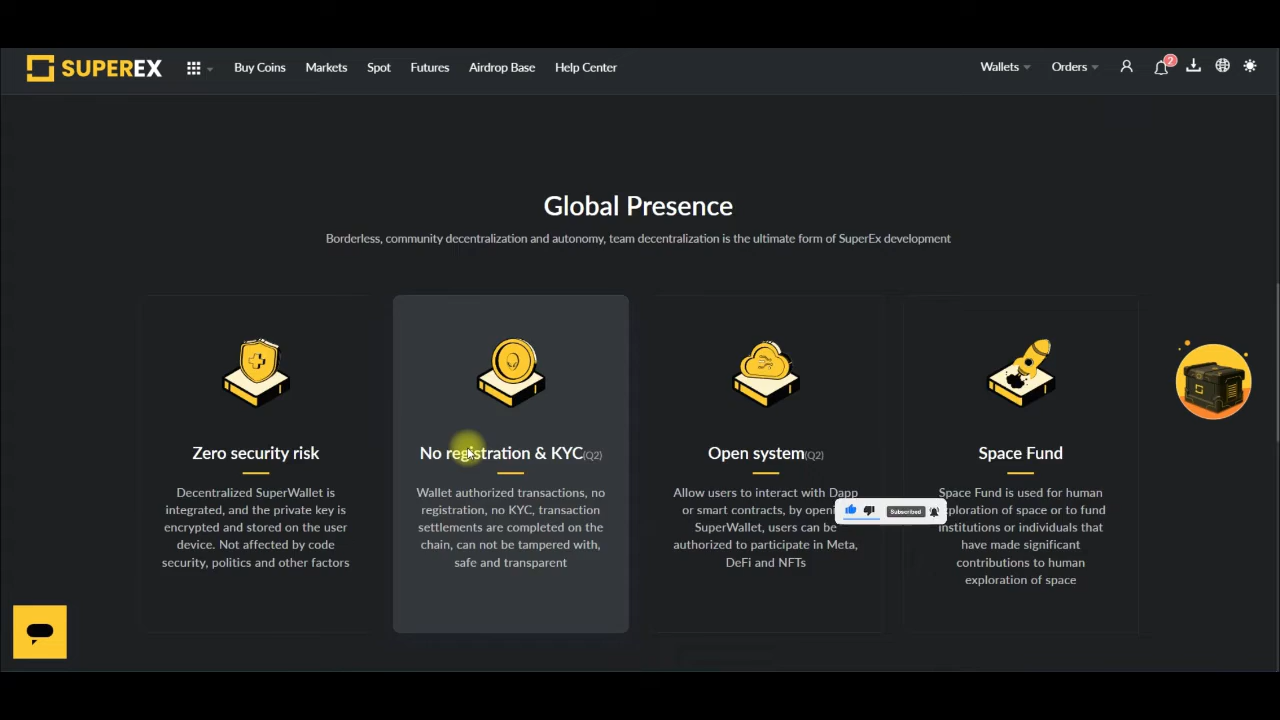 SUPEREX Buy Coins Markets Spot Futures Airdrop Base Help Center Wallets Orders 2
Global Presence
Borderless, community decentralization and autonomy, team decentralization is the ultimate form of SuperEx development
Zero security risk
Decentralized SuperWallet is
integrated, and the private key is
encrypted and stored on the user
device. Not affected by code
security, politics and other factors
No registration & KYC(Q2)
Wallet authorized transactions, no
registration, no KYC, transaction
settlements are completed on the
chain, can not be tampered with,
safe and transparent
Open system(Q2)
Allow users to interact with Dapp
or smart contracts, by openi
SuperWallet, users can be
authorized to participate in Meta,
DeFi and NFTs
Space Fund
Space Fund is used for human
ploration of space or to fund
institutions or individuals that
have made significant
contributions to human
exploration of space
Subscribed